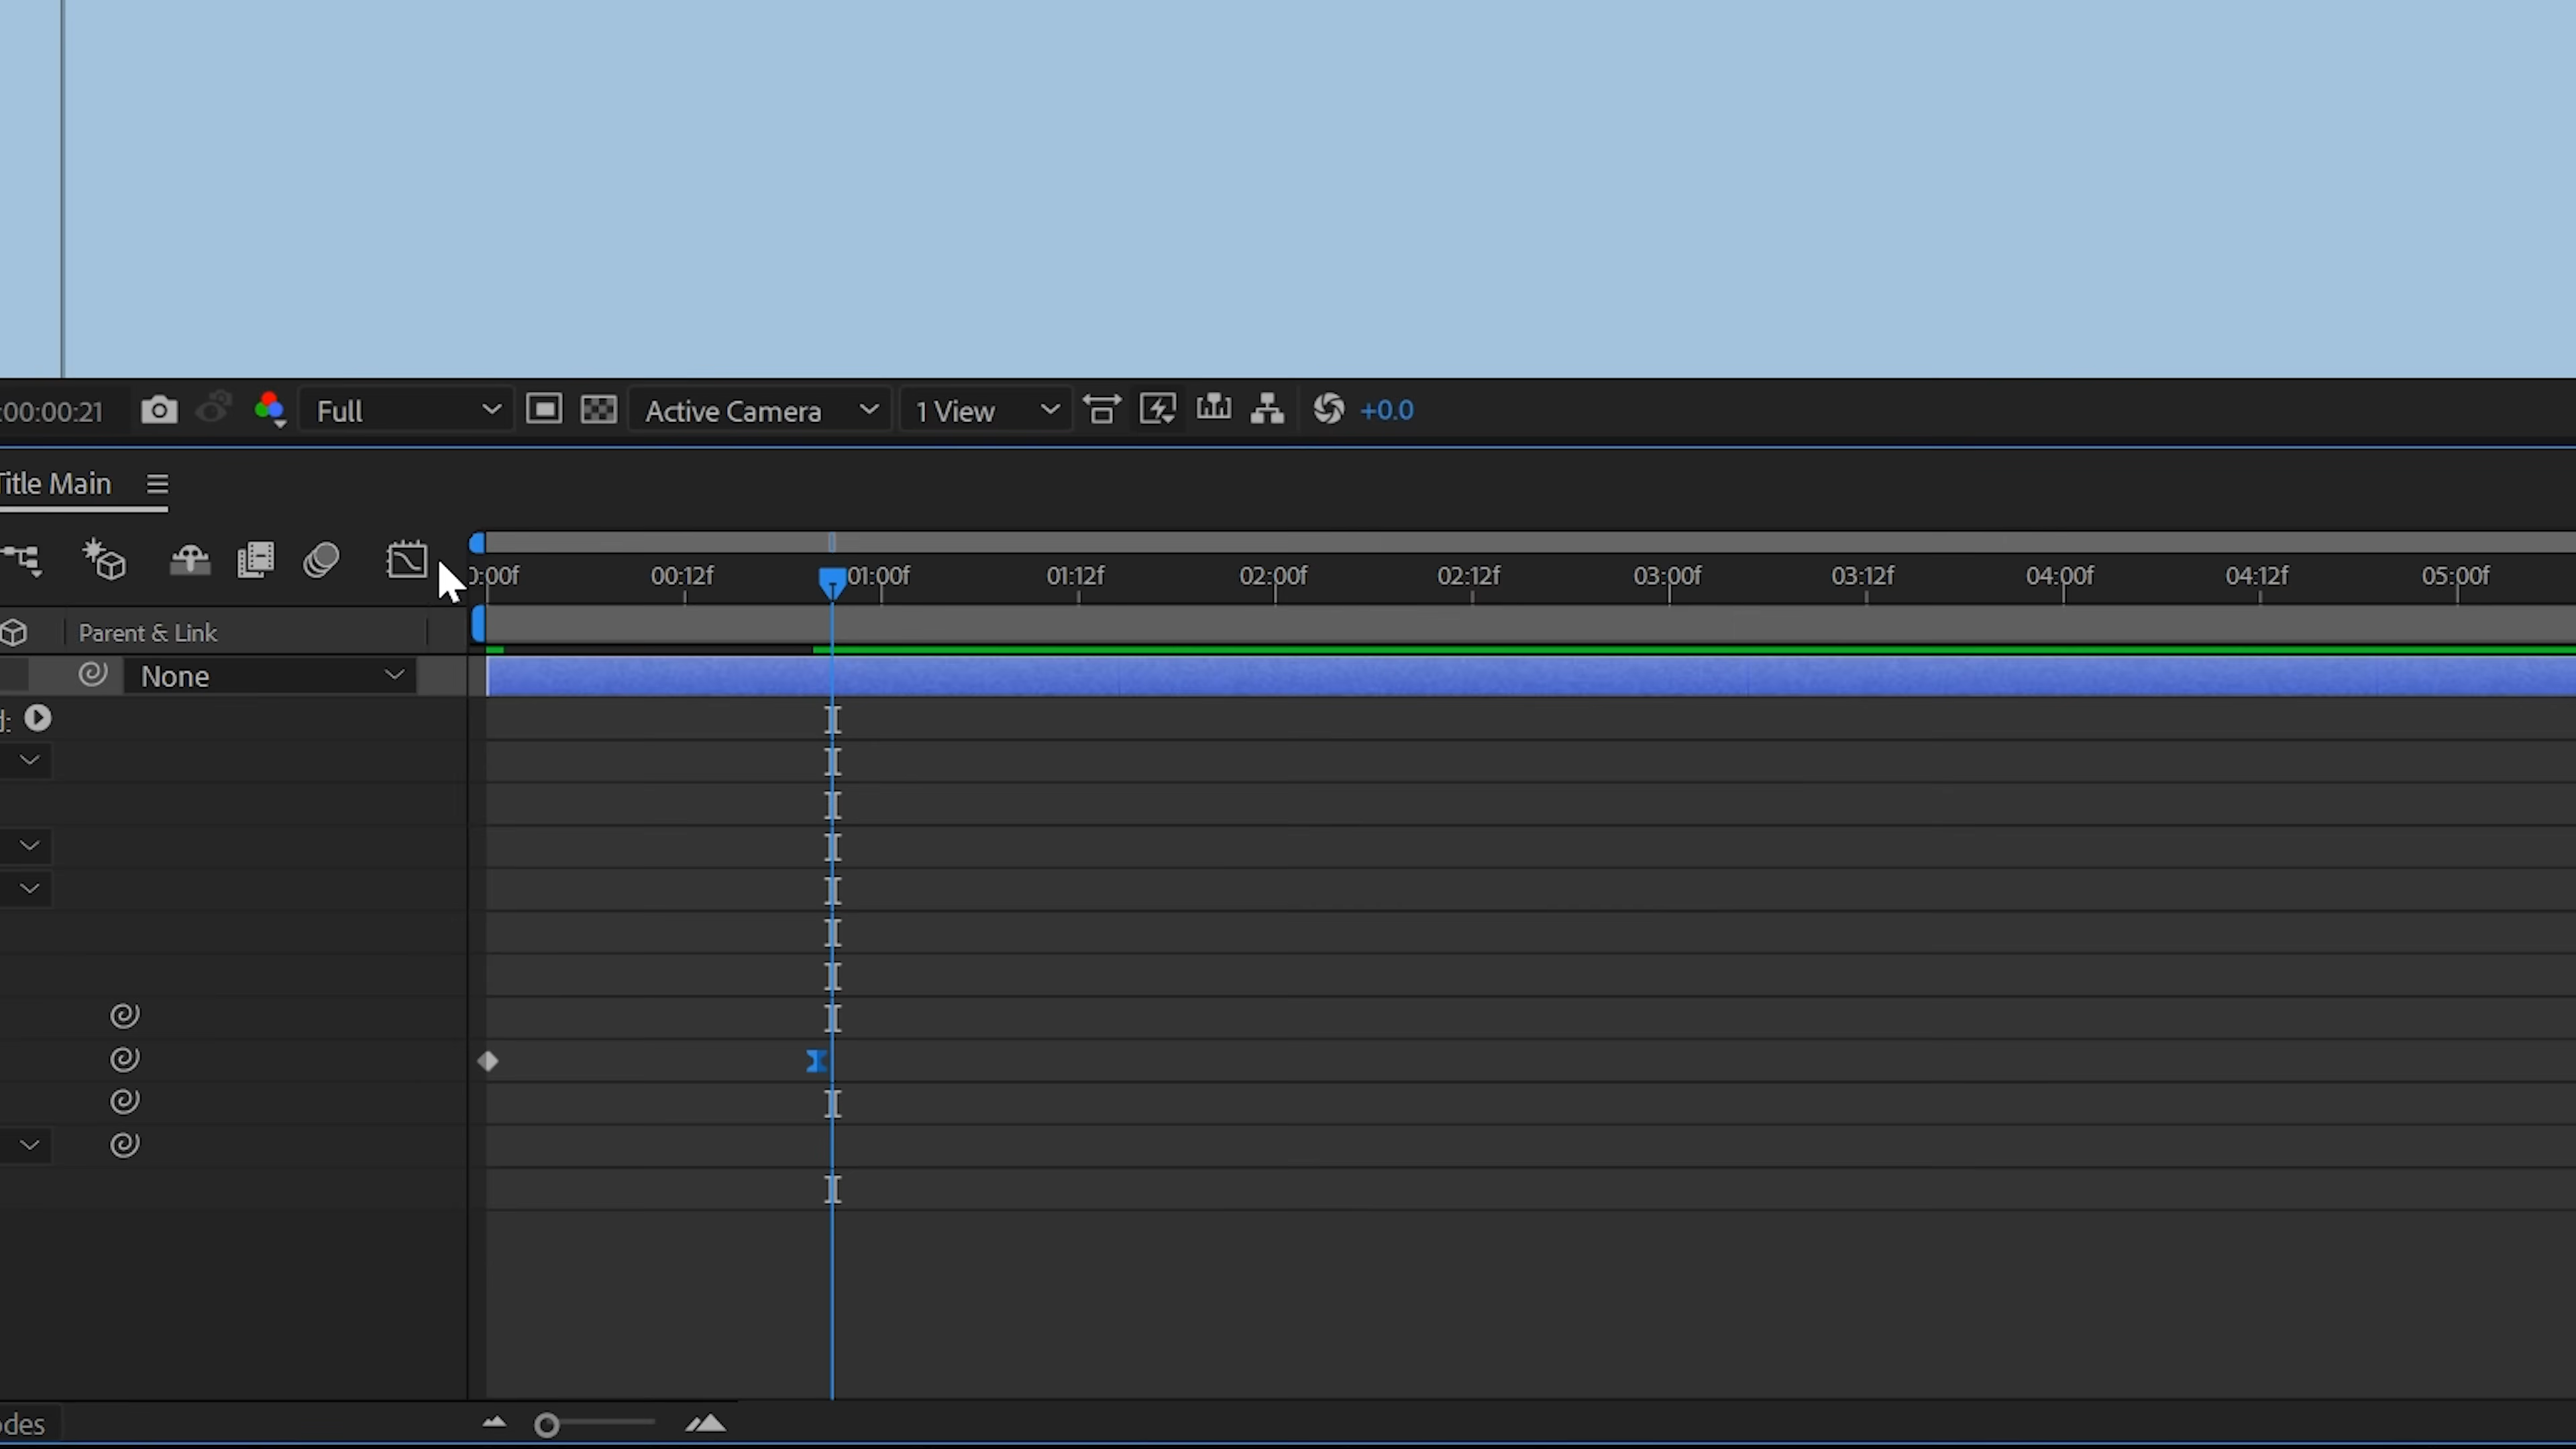 :00:00:21 Full Active Camera 1 View +0.0
Title Main
0:00f 00:12f 01:00f 01:12f 02:00f 02:12f 03:00f 03:12f 04:00f 04:12f 05:00f
Parent & Link
None
d:
odes